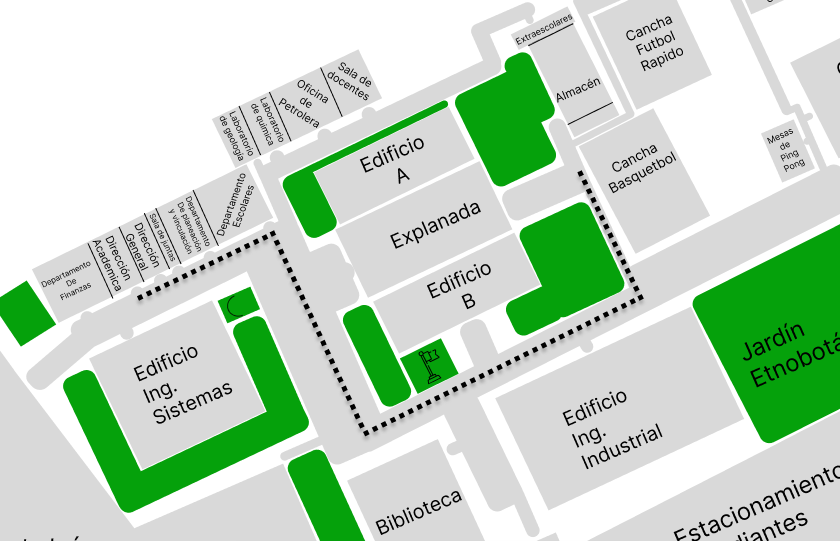 Extraescolares
Cancha
Futbol
Rapido
Sala de
docentes
Oficina
de
Petrolera
Laboratorio
de química
Laboratorio
de geología
Almacén
Mesas
de
Ping
Pong
Cancha
Basquetbol
Edificio
A
Explanada
Edificio
B
Departamento
Escolares
Departamento
De planeación
y vinculación
Sala de juntas
Dirección
General
Dirección
Academica
Departamento
De
Finanzas
Edificio
Ing.
Sistemas
Jardín
Edificio
Ing.
Industrial
Biblioteca
Estacionamiento